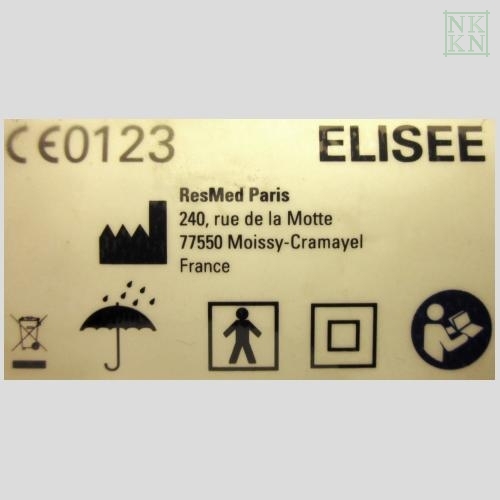 NK
KN
CE0123
ELISEE
ResMed Paris
240, rue de la Motte
77550 Moissy-Cramayel
France